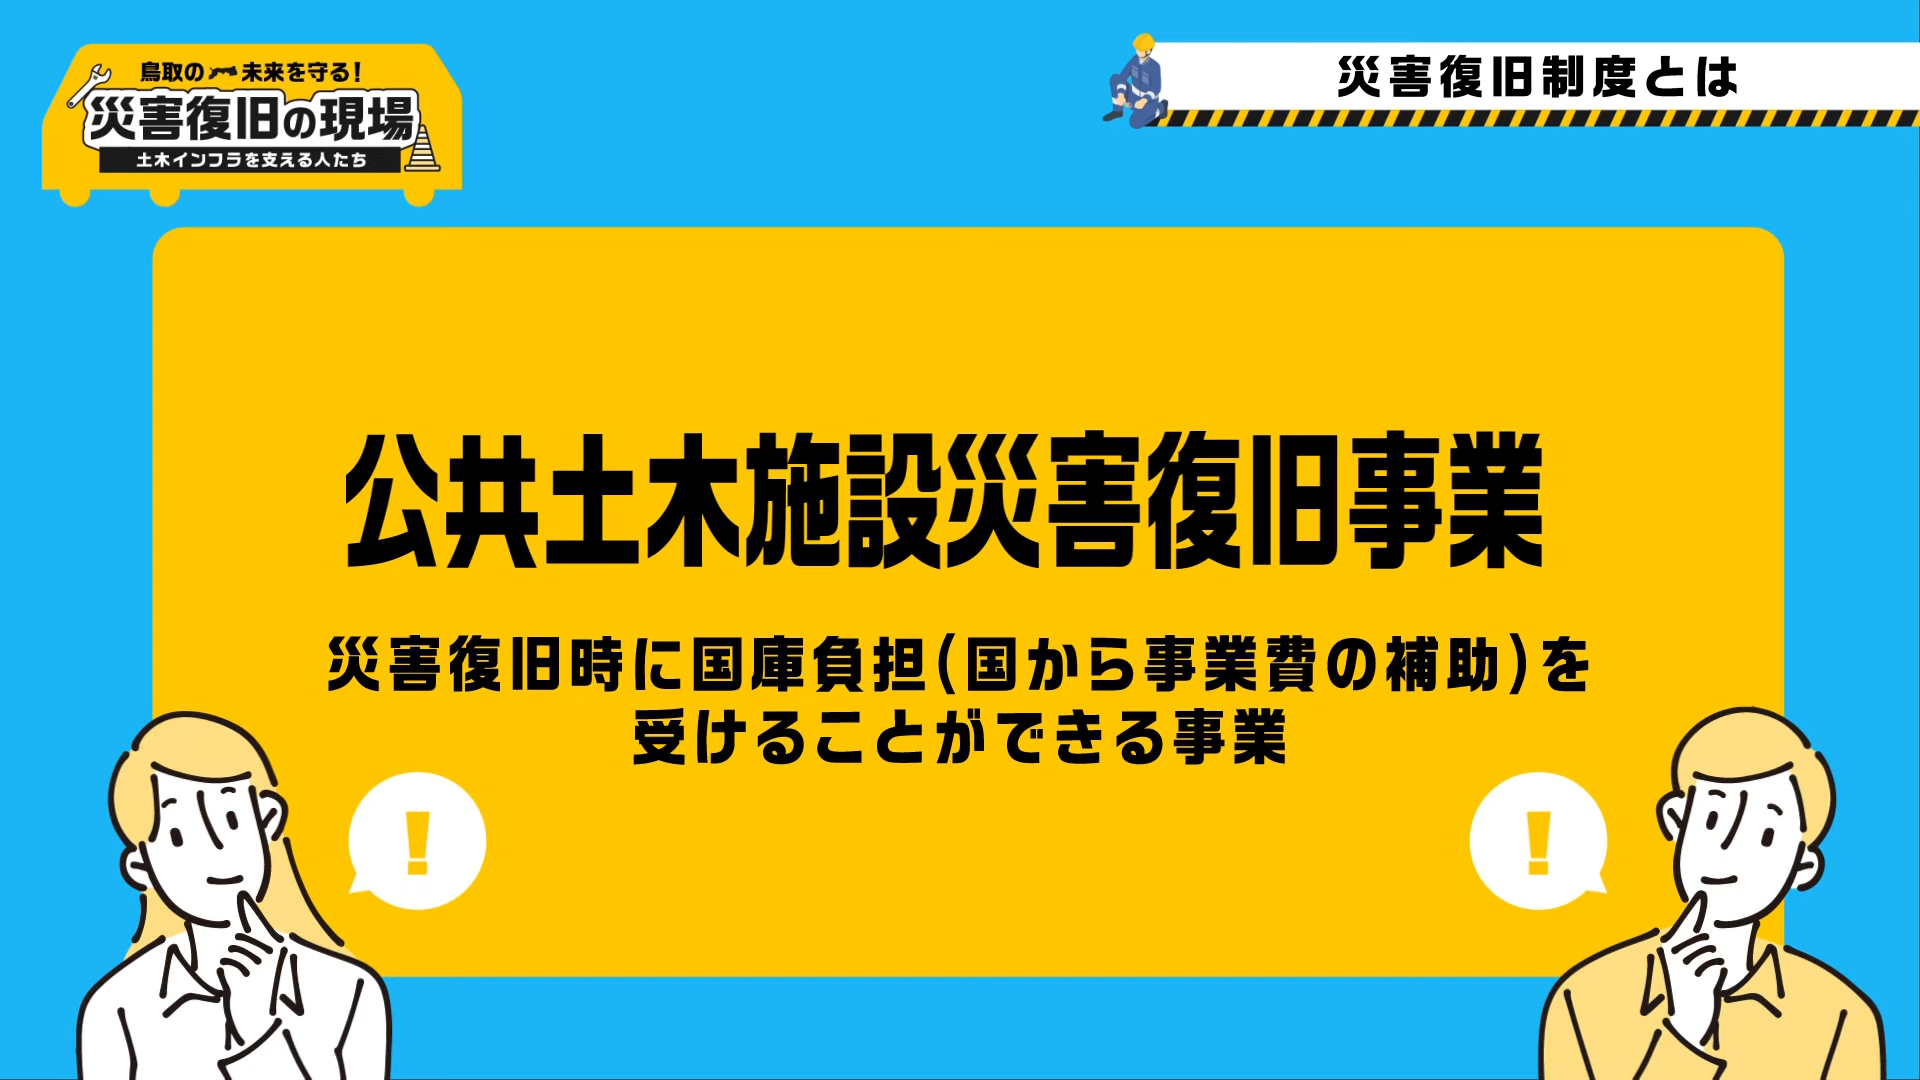 鳥取の未来を守る！
災害復旧の現場
土木インフラを支える人たち
災害復旧制度とは
公共土木施設災害復旧事業
災害復旧時に国庫負担(国から事業費の補助)を
受けることができる事業
！
！